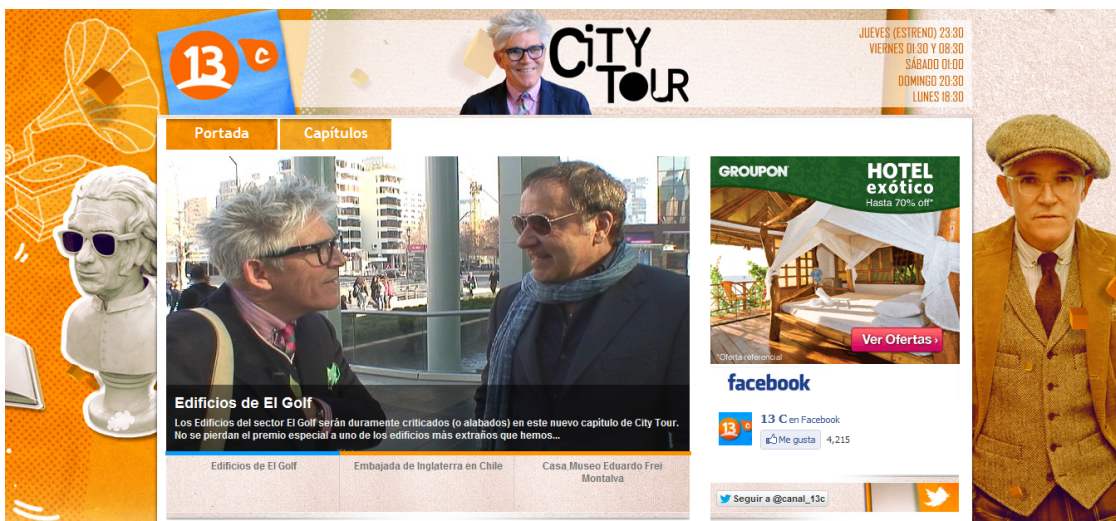 13 C
CiTY
TOUR
JUEVES (ESTRENO) 23:30
VIERNES 01:30 Y 08:30
SÁBADO 01:00
DOMINGO 20:30
LUNES 18:30
Portada
Capítulos
GROUPON
HOTEL
exótico
Hasta 70% off*
Ver Ofertas ›
*Oferta referencial
Edificios de El Golf
Los Edificios del sector El Golf serán duramente criticados (o alabados) en este nuevo capítulo de City Tour.
No se pierdan el premio especial a uno de los edificios más extraños que hemos...
Edificios de El Golf
Embajada de Inglaterra en Chile
Casa Museo Eduardo Frei
Montalva
facebook
13 C
13 C en Facebook
Me gusta 4,215
Seguir a @canal_13c